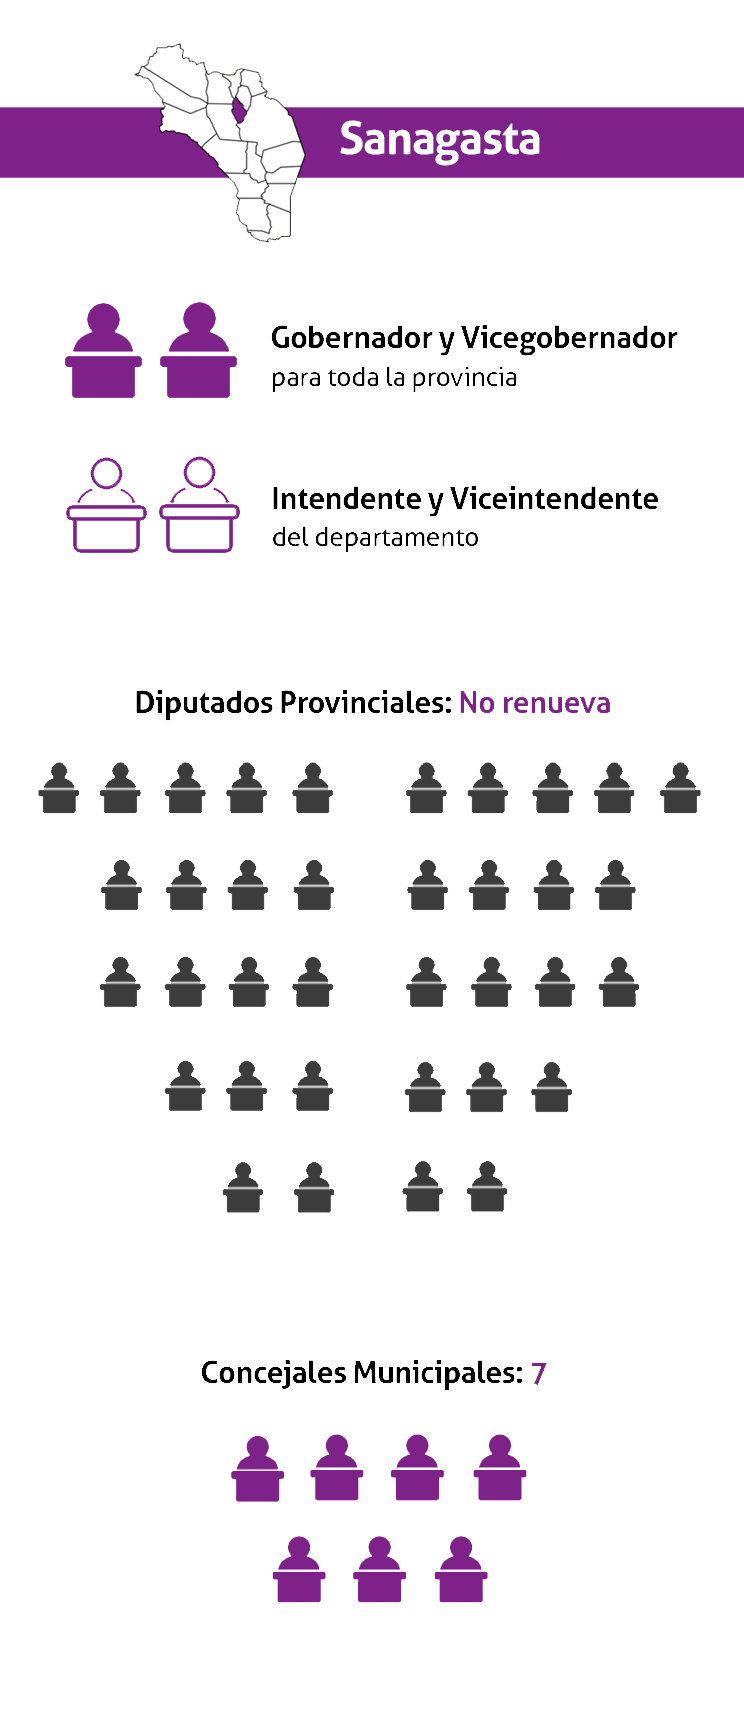 Sanagasta
Gobernador y Vicegobernador
para toda la provincia
Intendente y Viceintendente
del departamento
Diputados Provinciales: No renueva
Concejales Municipales: 7